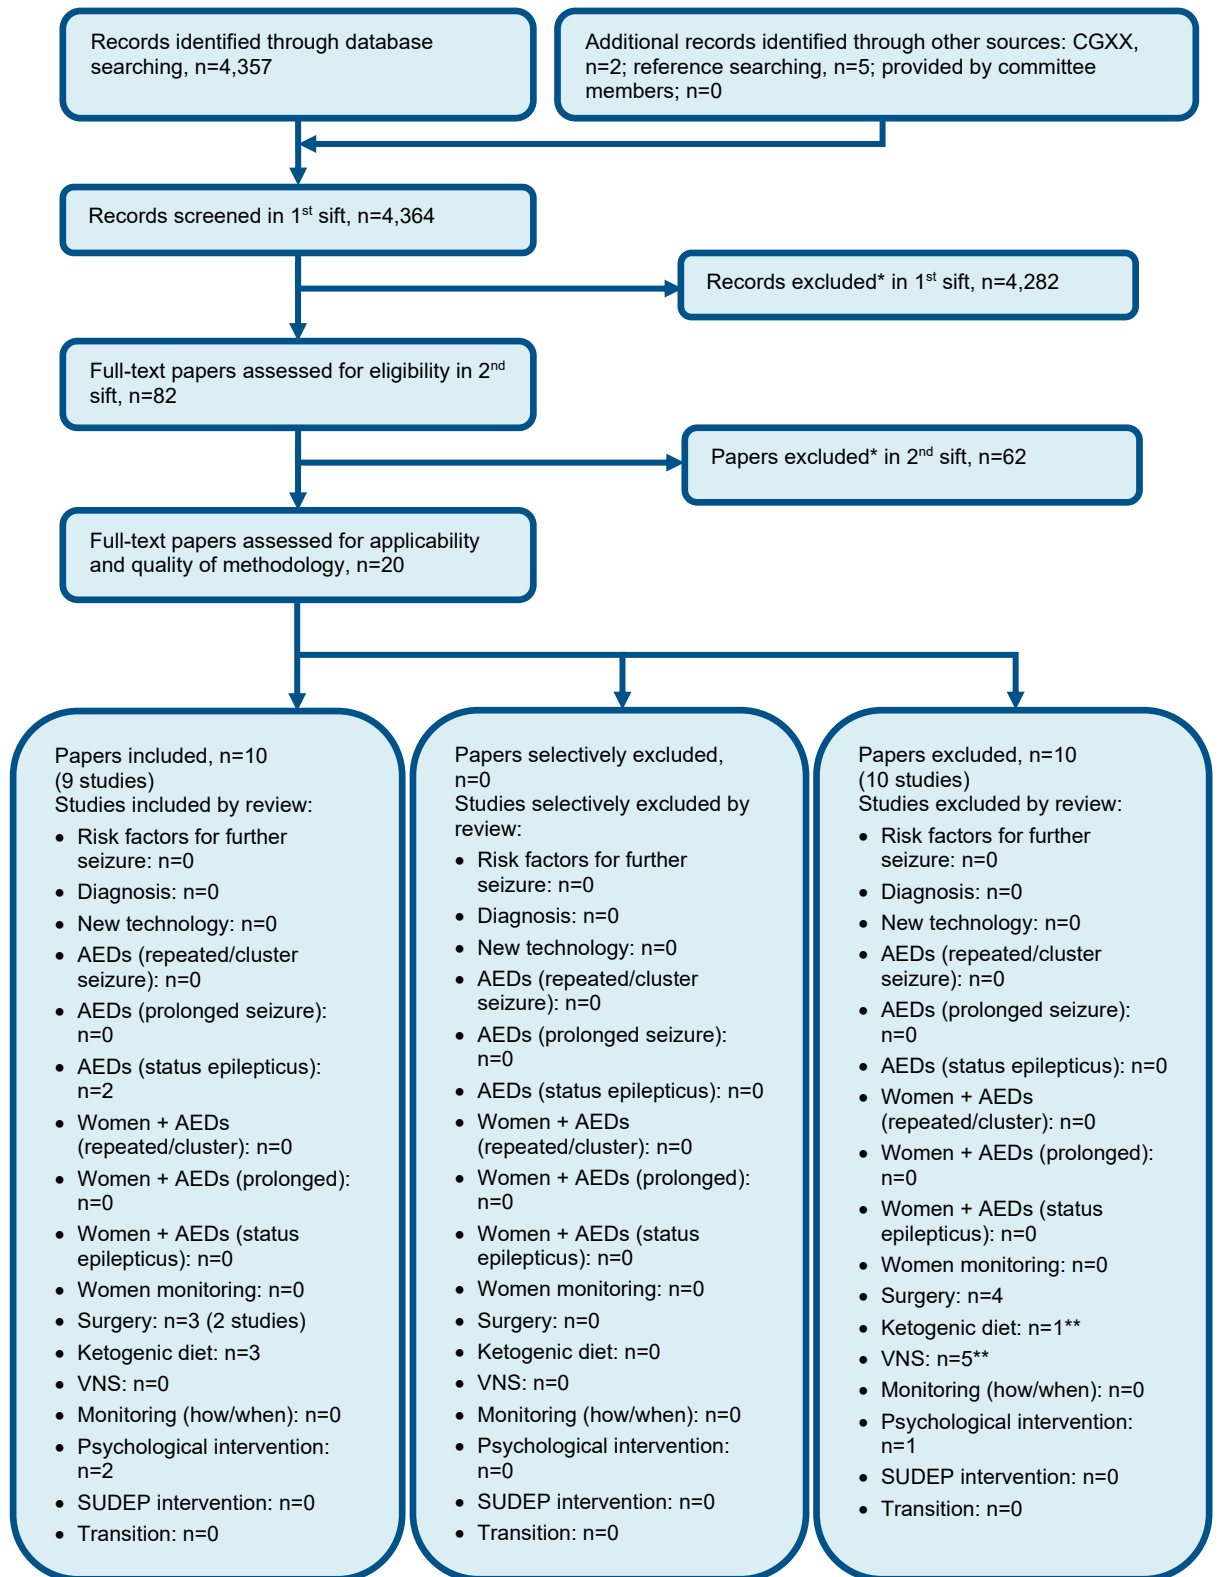 Records identified through database
searching, n=4,357
Additional records identified through other sources: CGXX,
n=2; reference searching, n=5; provided by committee
members; n=0
Records screened in 1st sift, n=4,364
Records excluded* in 1st sift, n=4,282
Full-text papers assessed for eligibility in 2nd
sift, n=82
Papers excluded* in 2nd sift, n=62
Full-text papers assessed for applicability
and quality of methodology, n=20
Papers included, n=10
(9 studies)
Studies included by review:
• Risk factors for further
seizure: n=0
• Diagnosis: n=0
• New technology: n=0
• AEDs (repeated/cluster
seizure): n=0
• AEDs (prolonged seizure):
n=0
• AEDs (status epilepticus):
n=2
• Women + AEDs
(repeated/cluster): n=0
• Women + AEDs (prolonged):
n=0
• Women + AEDs (status
epilepticus): n=0
• Women monitoring: n=0
• Surgery: n=3 (2 studies)
• Ketogenic diet: n=3
• VNS: n=0
• Monitoring (how/when): n=0
• Psychological intervention:
n=2
• SUDEP intervention: n=0
• Transition: n=0
Papers selectively excluded,
n=0
Studies selectively excluded by
review:
• Risk factors for further
seizure: n=0
• Diagnosis: n=0
• New technology: n=0
• AEDs (repeated/cluster
seizure): n=0
• AEDs (prolonged seizure):
n=0
• AEDs (status epilepticus): n=0
• Women + AEDs
(repeated/cluster): n=0
• Women + AEDs (prolonged):
n=0
• Women + AEDs (status
epilepticus): n=0
• Women monitoring: n=0
• Surgery: n=0
• Ketogenic diet: n=0
• VNS: n=0
• Monitoring (how/when): n=0
• Psychological intervention:
n=0
• SUDEP intervention: n=0
• Transition: n=0
Papers excluded, n=10
(10 studies)
Studies excluded by review:
• Risk factors for further
seizure: n=0
• Diagnosis: n=0
• New technology: n=0
• AEDs (repeated/cluster
seizure): n=0
• AEDs (prolonged seizure):
n=0
• AEDs (status epilepticus): n=0
• Women + AEDs
(repeated/cluster): n=0
• Women + AEDs (prolonged):
n=0
• Women + AEDs (status
epilepticus): n=0
• Women monitoring: n=0
• Surgery: n=4
• Ketogenic diet: n=1**
• VNS: n=5**
• Monitoring (how/when): n=0
• Psychological intervention:
n=1
• SUDEP intervention: n=0
• Transition: n=0